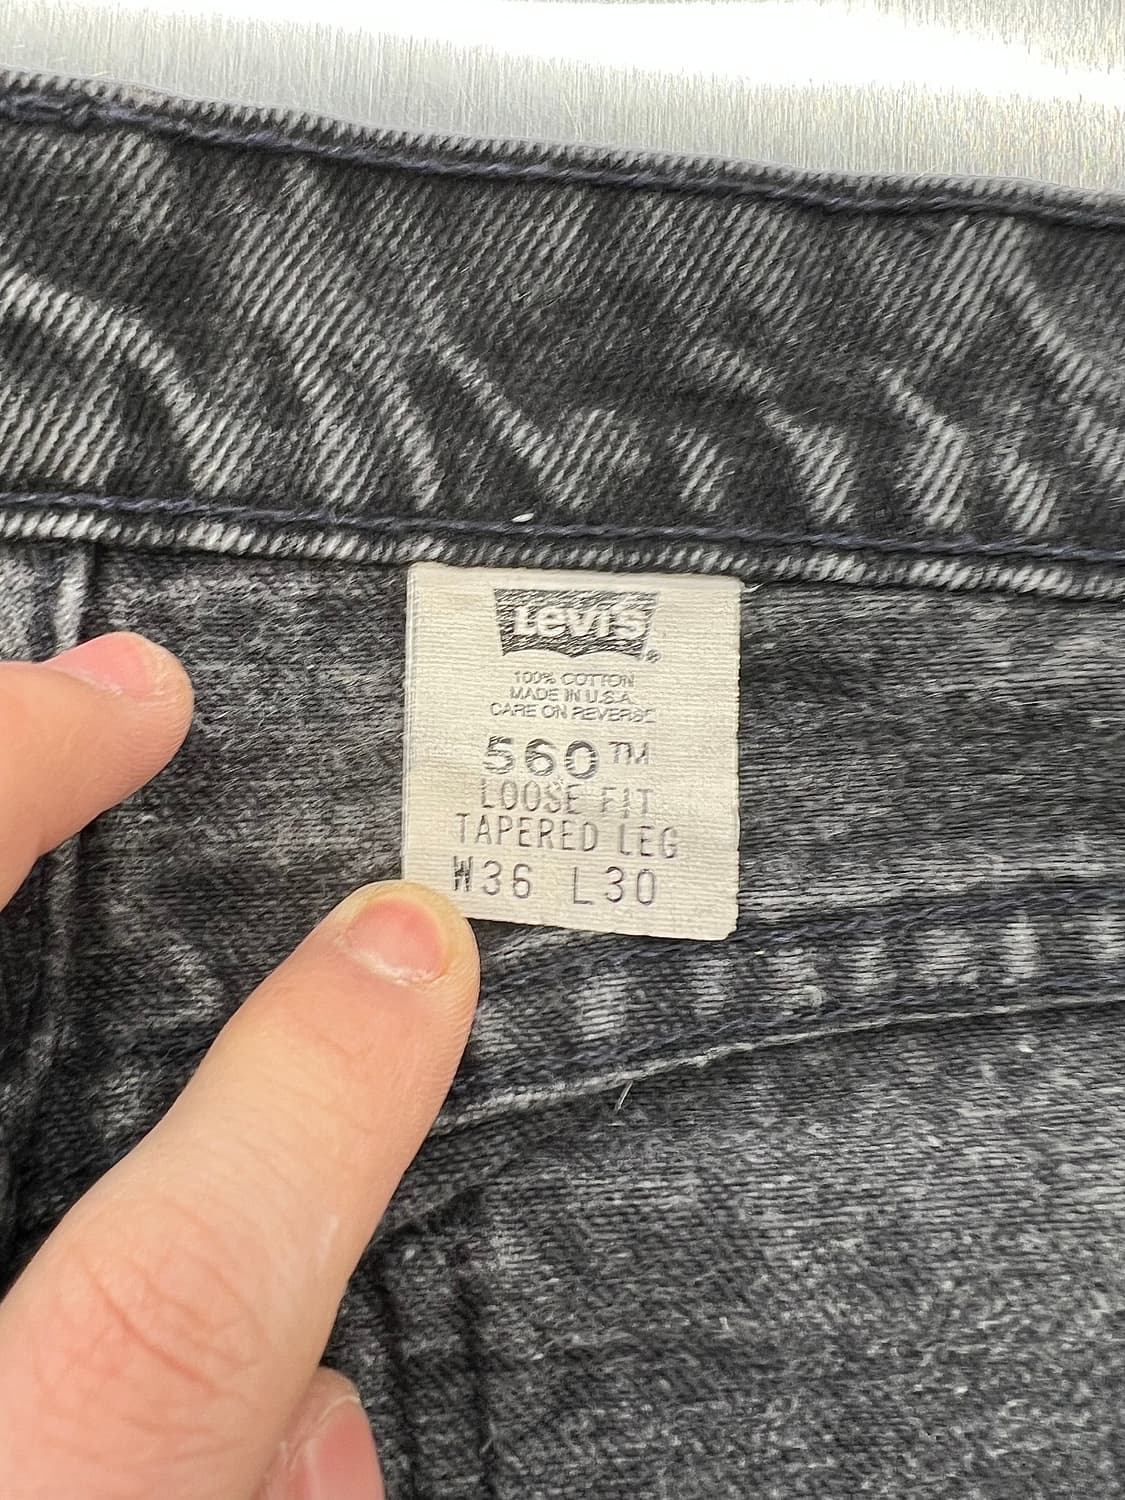 Levi's®
100% COTTON
MADE IN U.S.A.
CARE ON REVERSE
560™
LOOSE FIT
TAPERED LEG
W36 L30